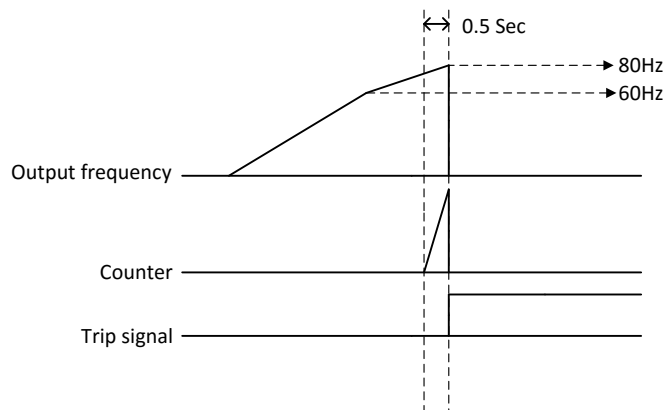 0.5 Sec
80Hz
60Hz
Output frequency
Counter
Trip signal